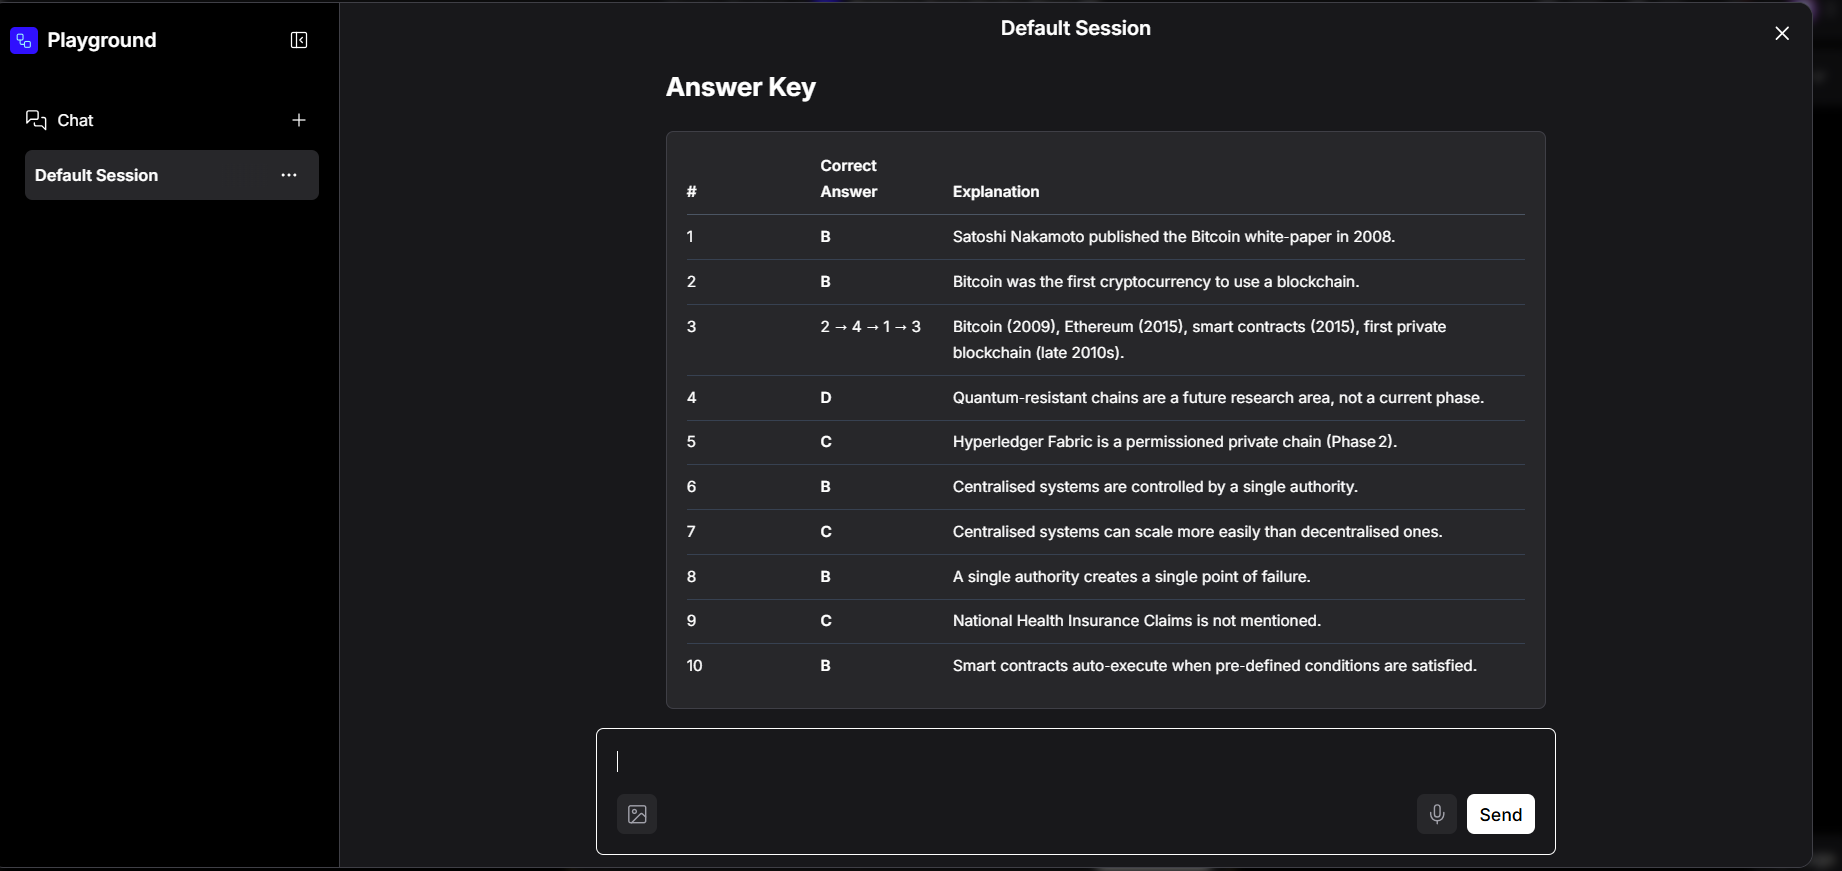 Playground
Chat
Default Session
Default Session
Answer Key
# Correct Answer Explanation
1 B Satoshi Nakamoto published the Bitcoin white-paper in 2008.
2 B Bitcoin was the first cryptocurrency to use a blockchain.
3 2 → 4 → 1 → 3 Bitcoin (2009), Ethereum (2015), smart contracts (2015), first private
blockchain (late 2010s).
4 D Quantum-resistant chains are a future research area, not a current phase.
5 C Hyperledger Fabric is a permissioned private chain (Phase 2).
6 B Centralised systems are controlled by a single authority.
7 C Centralised systems can scale more easily than decentralised ones.
8 B A single authority creates a single point of failure.
9 C National Health Insurance Claims is not mentioned.
10 B Smart contracts auto-execute when pre-defined conditions are satisfied.
Send